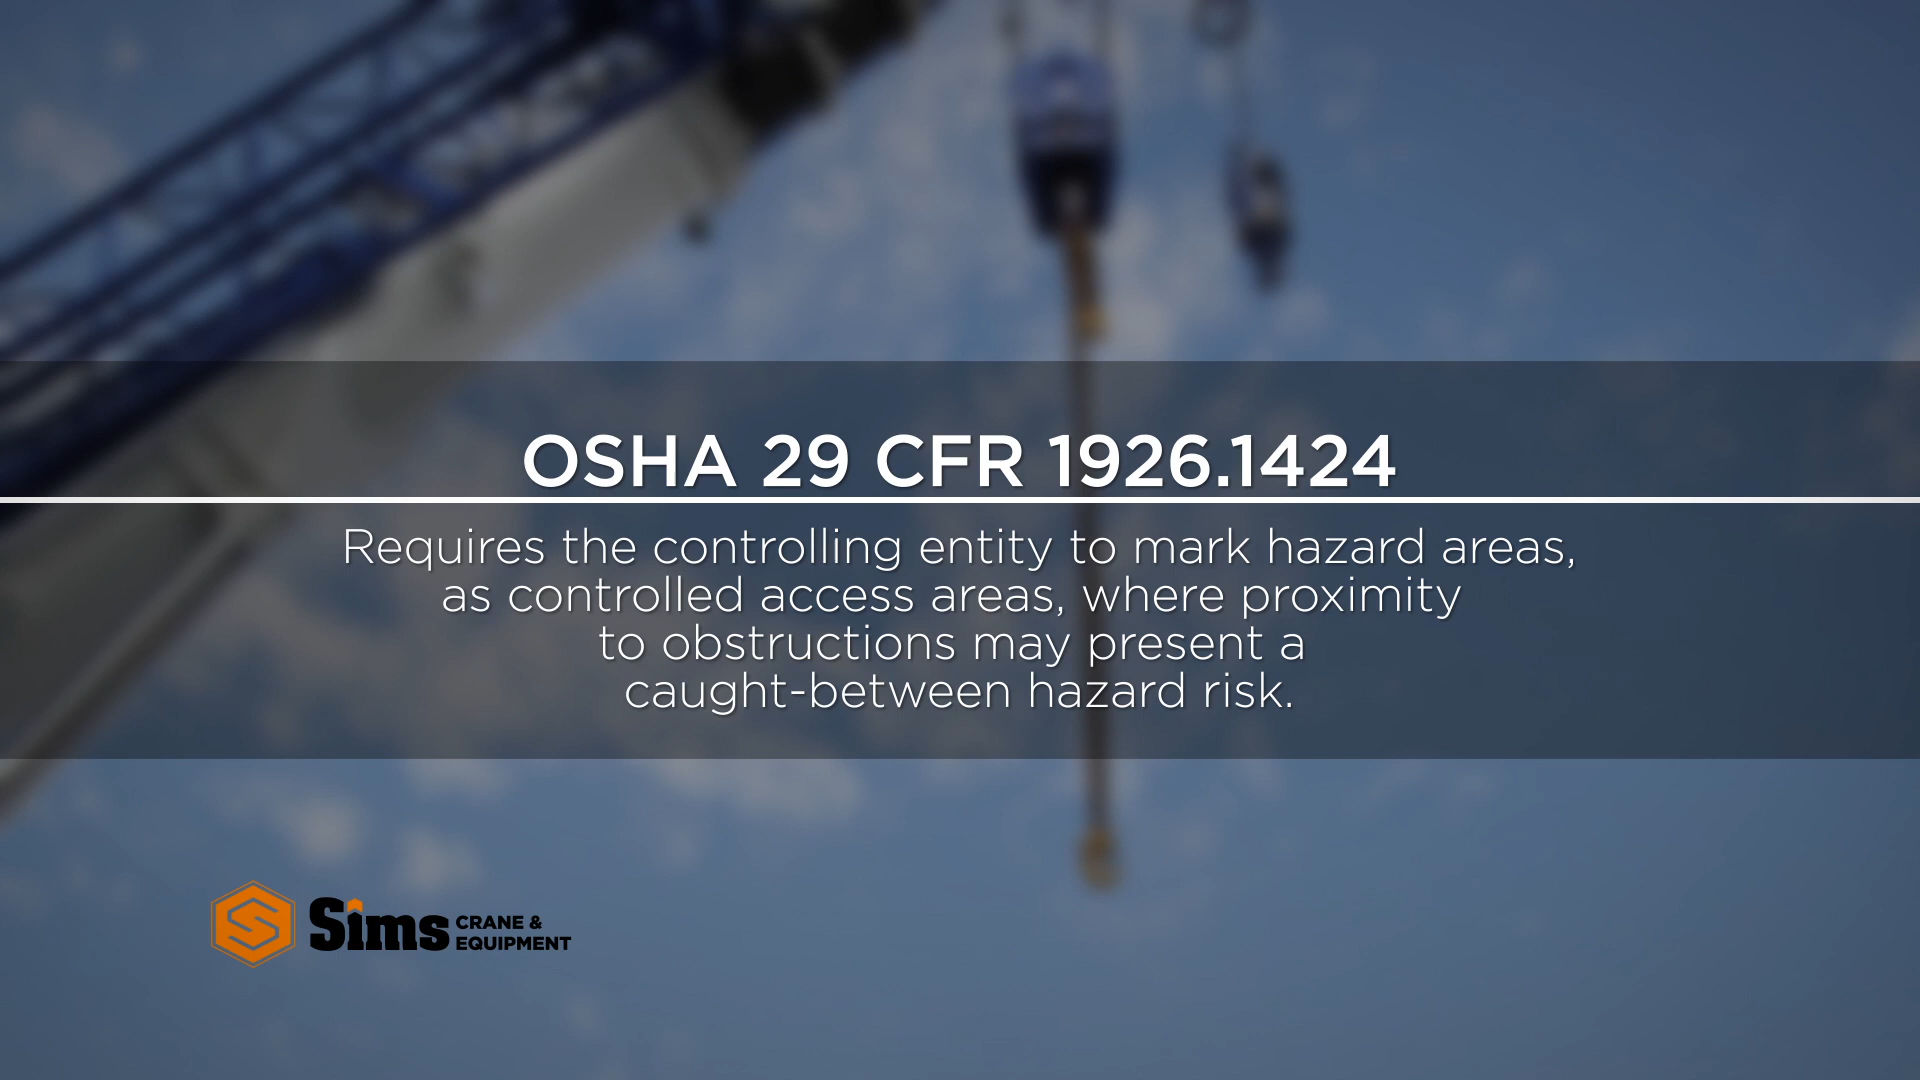 OSHA 29 CFR 1926.1424
Requires the controlling entity to mark hazard areas,
as controlled access areas, where proximity
to obstructions may present a
caught-between hazard risk.
Sims CRANE &
EQUIPMENT